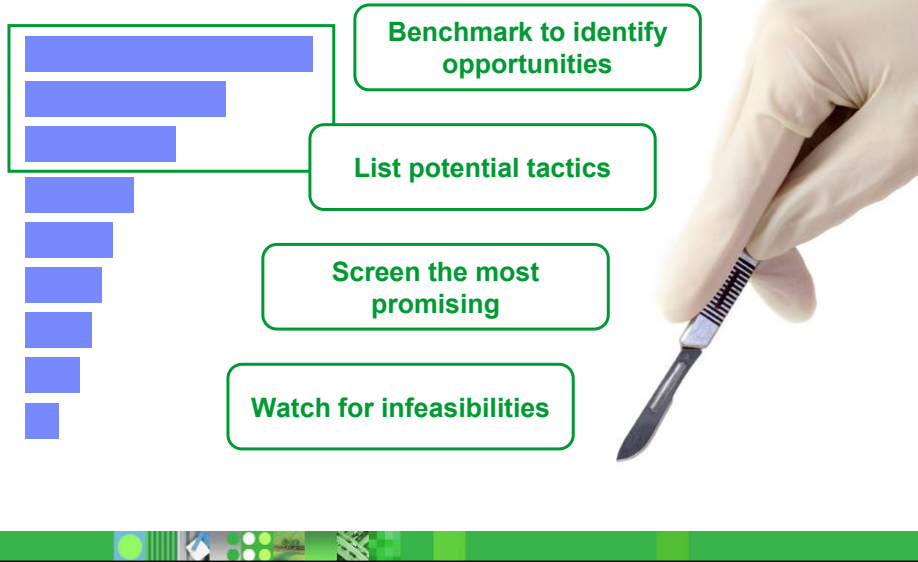 Benchmark to identify
opportunities
List potential tactics
Screen the most
promising
Watch for infeasibilities